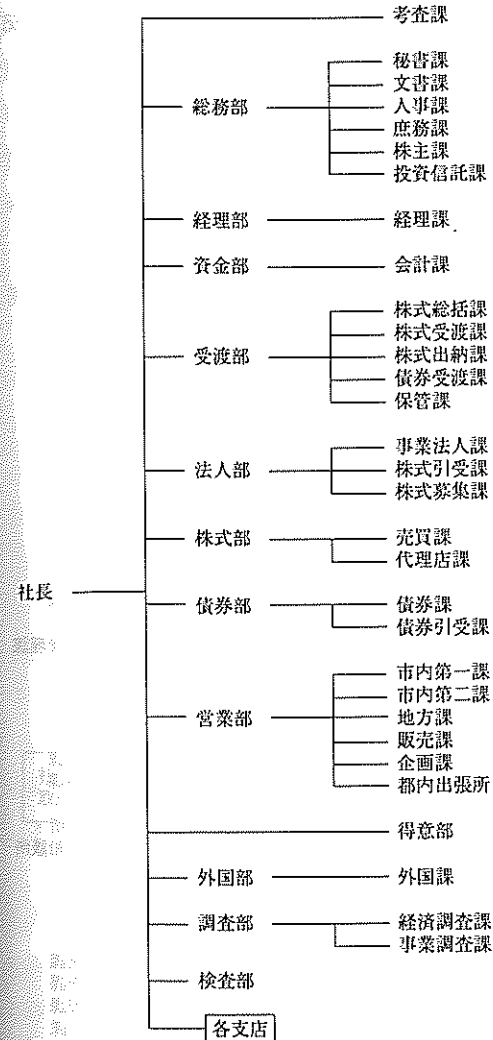 考査課
秘書課
文書課
総務部
人事課
庶務課
株主課
投資信託課
経理部
経理課
資金部
会計課
株式総括課
株式受渡課
受渡部
株式出納課
債券受渡課
保管課
事業法人課
法人部
株式引受課
株式募集課
株式部
売買課
代理店課
社長
債券部
債券課
債券引受課
市内第一課
市内第二課
営業部
地方課
販売課
企画課
都内出張所
得意部
外国部
外国課
調査部
経済調査課
事業調査課
検査部
各支店